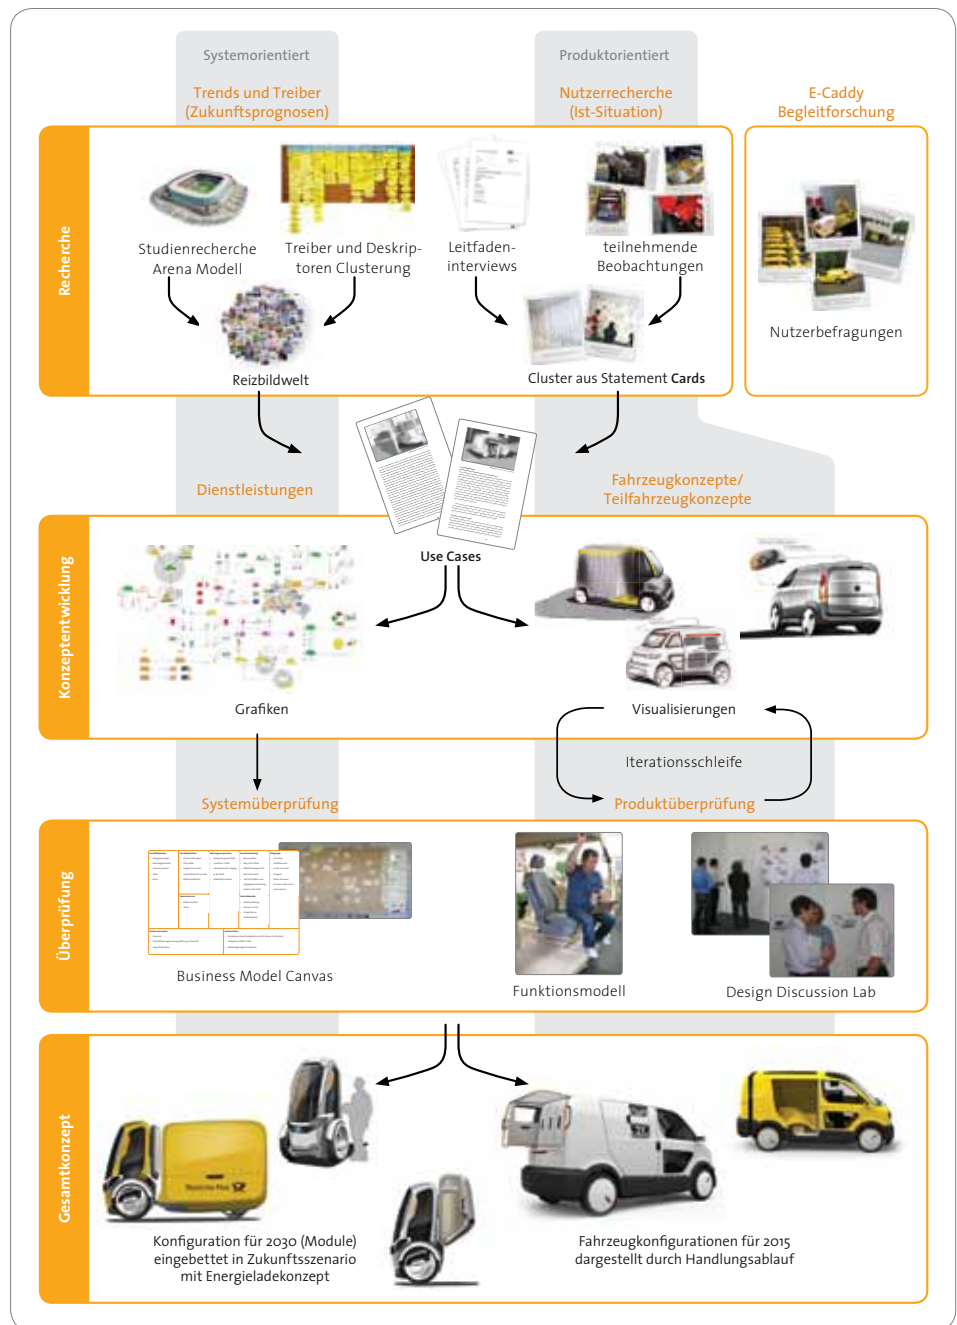 Systemorientiert
Produktorientiert
Trends und Treiber
(Zukunftsprognosen)
Nutzerrecherche
(Ist-Situation)
E-Caddy
Begleitforschung
Recherche
Studienrecherche
Arena Modell
Treiber und Deskrip-
toren Clusterung
Leitfaden-
interviews
teilnehmende
Beobachtungen
Nutzerbefragungen
Reizbildwelt
Cluster aus Statement Cards
Dienstleistungen
Fahrzeugkonzepte/
Teilfahrzeugkonzepte
Konzeptentwicklung
Use Cases
Grafiken
Visualisierungen
Iterationsschleife
Systemüberprüfung
Produktüberprüfung
Überprüfung
Business Model Canvas
Funktionsmodell
Design Discussion Lab
Gesamtkonzept
Konfiguration für 2030 (Module)
eingebettet in Zukunftsszenario
mit Energieladekonzept
Fahrzeugkonfigurationen für 2015
dargestellt durch Handlungsablauf